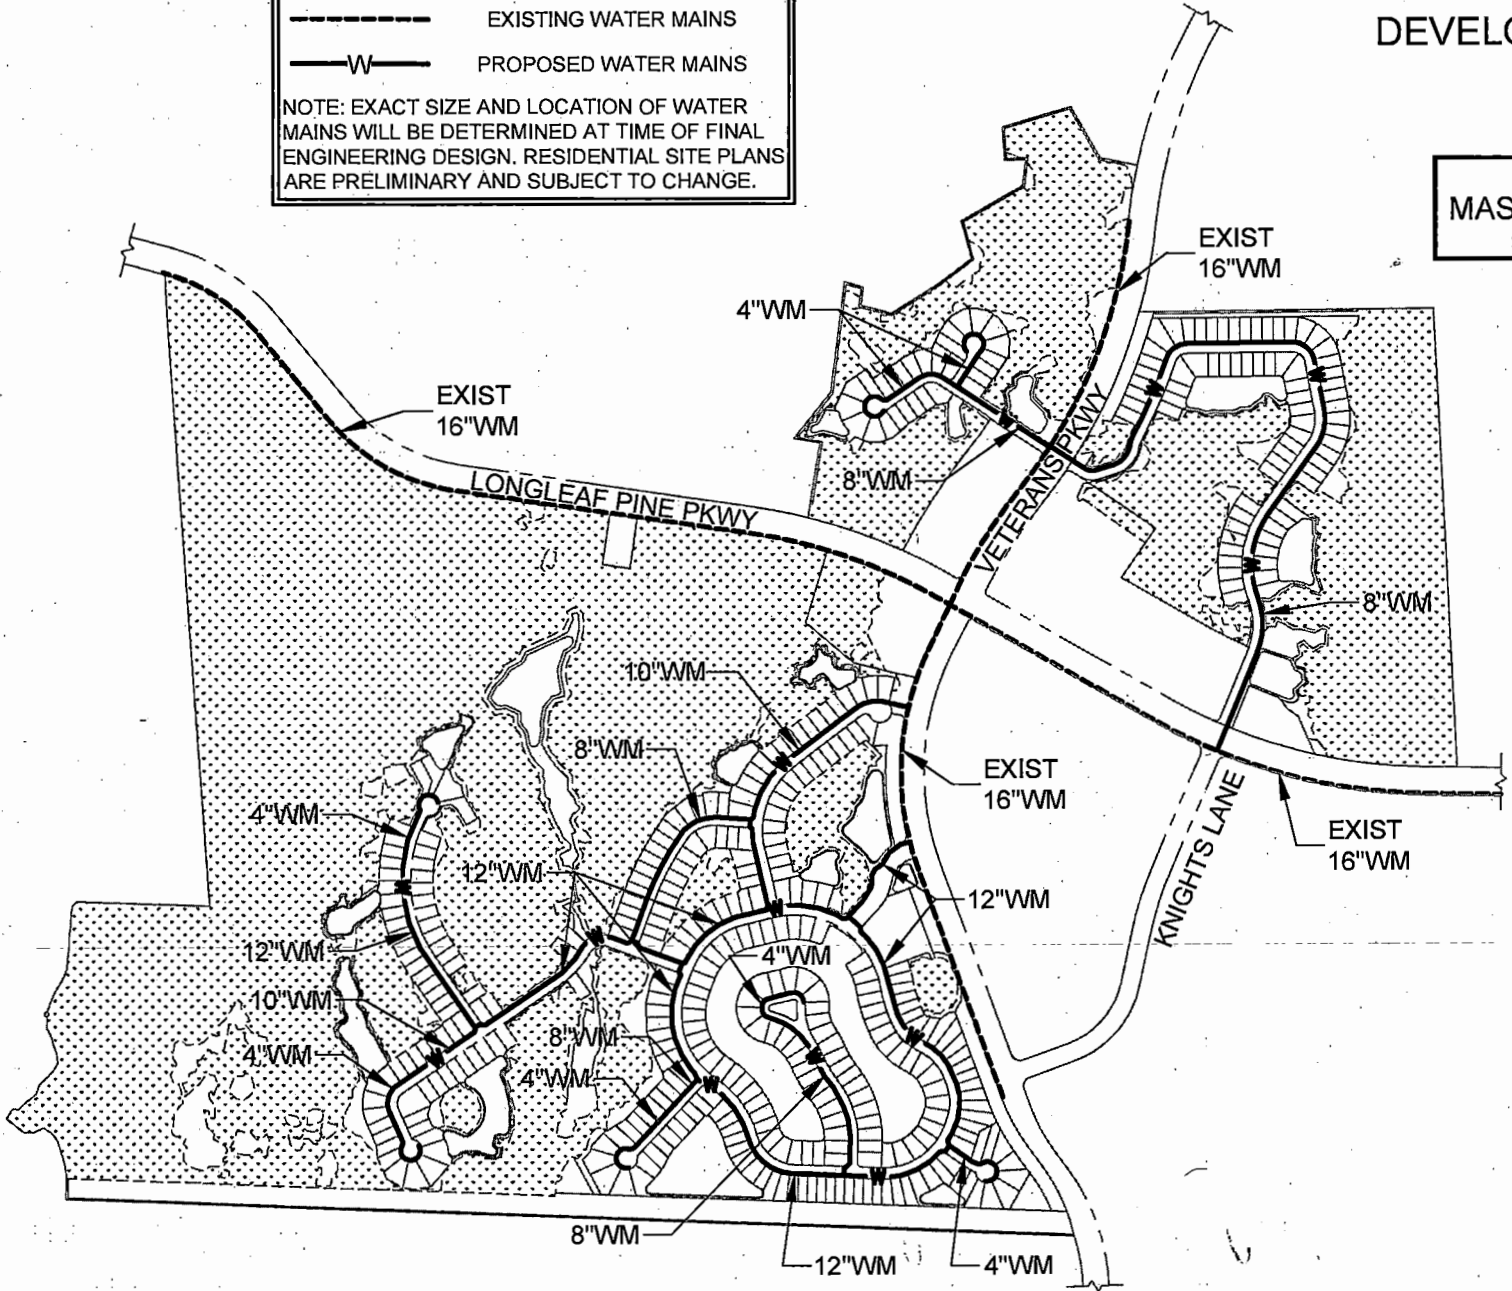 EXISTING WATER MAINS
W
PROPOSED WATER MAINS
NOTE: EXACT SIZE AND LOCATION OF WATER
MAINS WILL BE DETERMINED AT TIME OF FINAL
ENGINEERING DESIGN. RESIDENTIAL SITE PLANS
ARE PRELIMINARY AND SUBJECT TO CHANGE.
DEVELO
MAS
EXIST
16"WM
4"WM
EXIST
16"WM
8"WM
VETERANS PKWY
W
W
W
LONGLEAF PINE PKWY
W
8"WM
10"WM
8"WM
W
EXIST
16"WM
EXIST
16"WM
KNIGHTS LANE
4"WM
12"WM
W
12"WM
W
12"WM
W
4"WM
10"WM
8"WM
4"WM
W
4"WM
W
W
W
W
8"WM
12"WM
4"WM